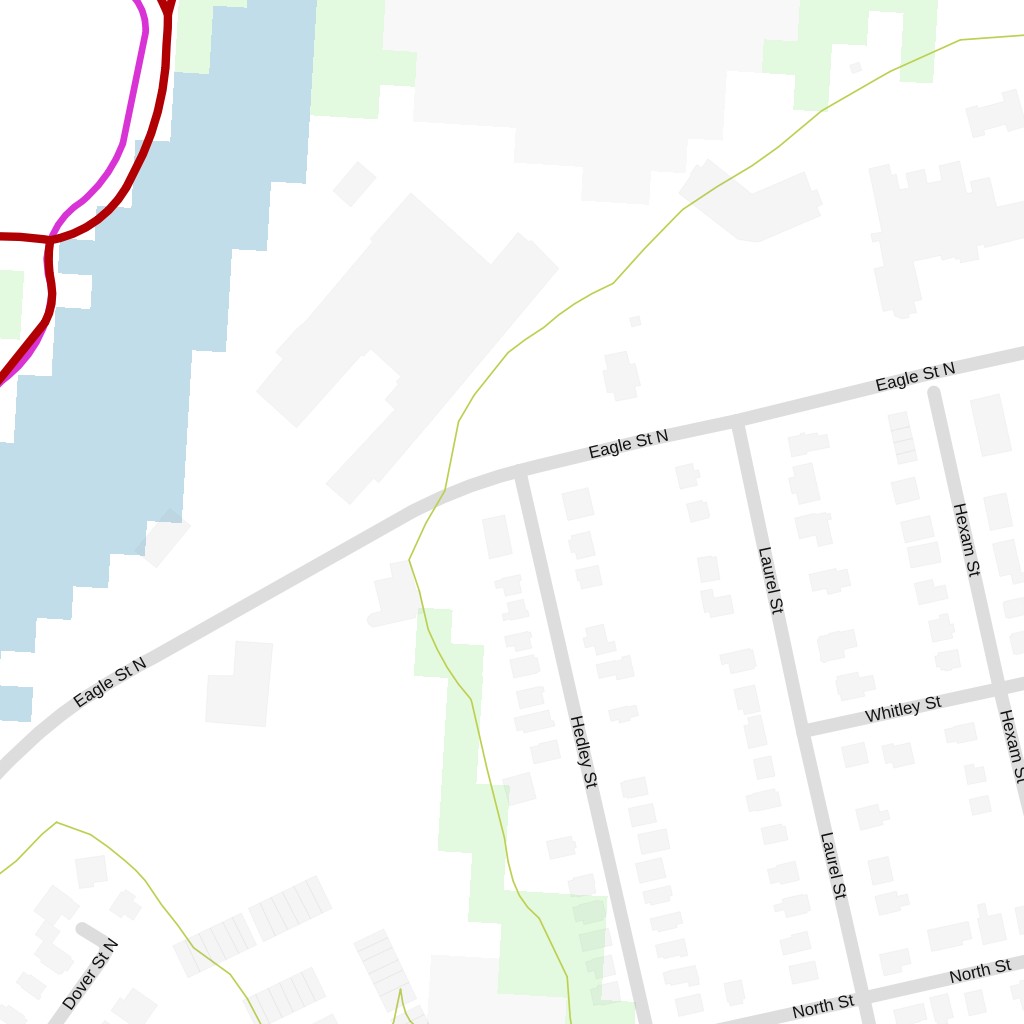 Eagle St N
Eagle St N
Hexam St
Laurel St
Eagle St N
Whitley St
Hedley St
Hexam St
Laurel St
Dover St N
North St
North St